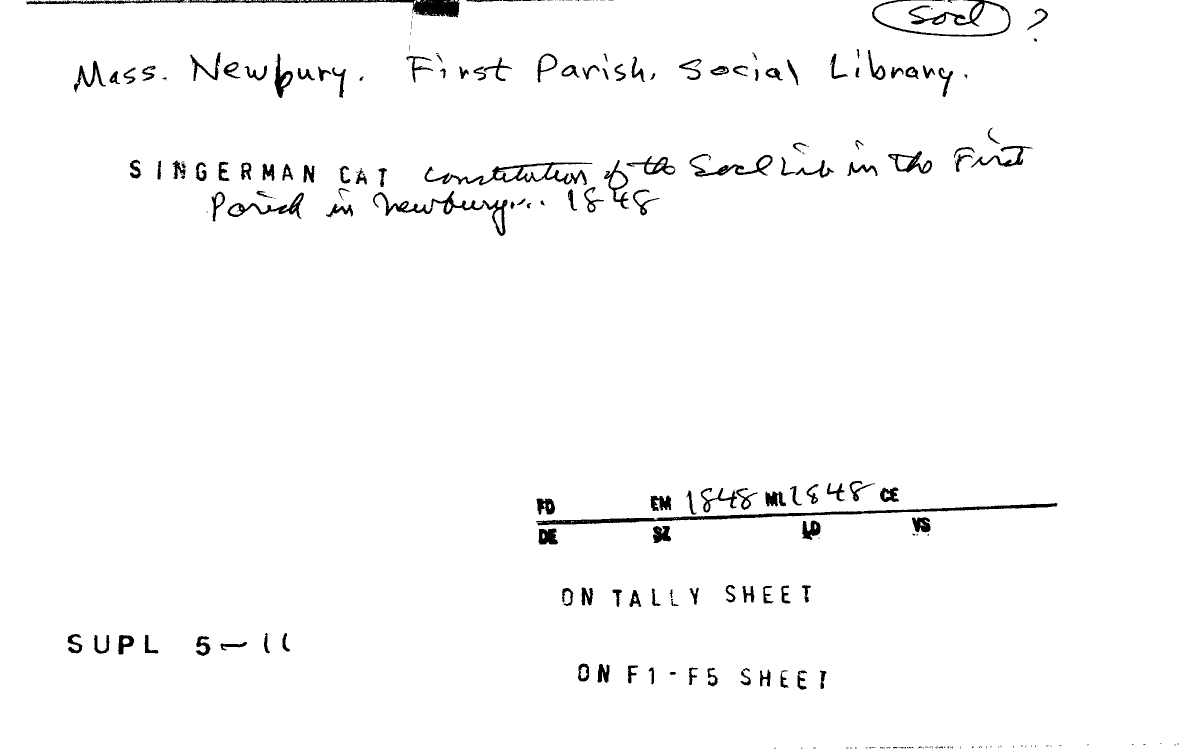 Socl ?
Mass. Newbury. First Parish. Social Library.
SINGERMAN CAT Constitution of the Socl Lib in the First
Parish in Newbury... 1848
FD EM 1848 ML 1848 CE
DE SZ LD VS
ON TALLY SHEET
SUPL 5-11
ON F1-F5 SHEET